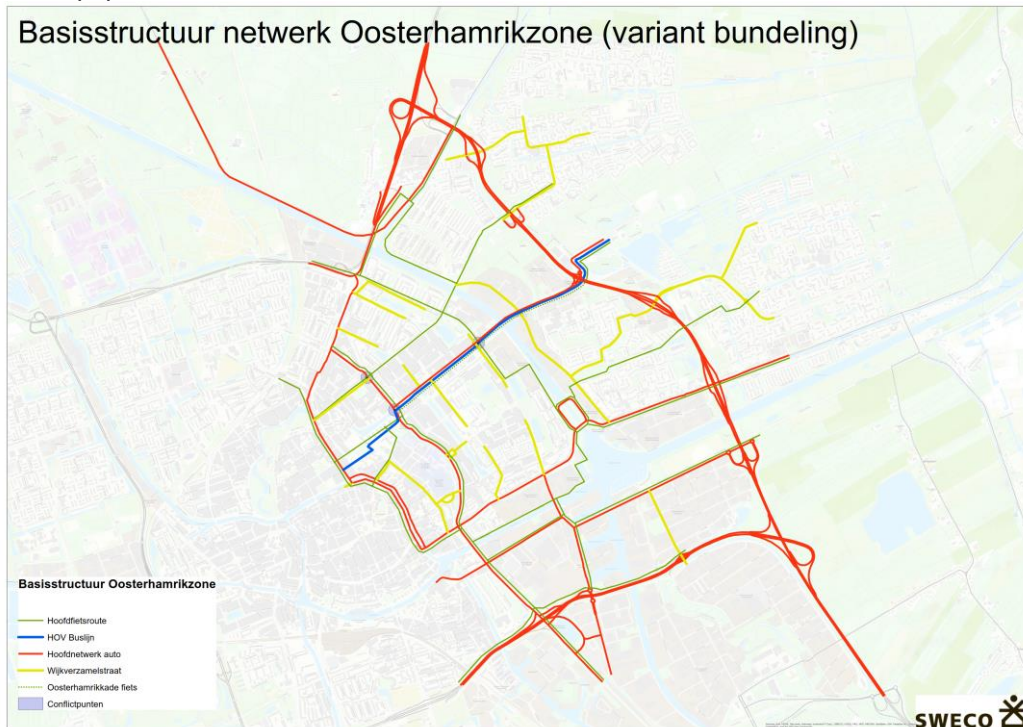 Basisstructuur netwerk Oosterhamrikzone (variant bundeling)
Basisstructuur Oosterhamrikzone
Hoofdfietsroute
HOV Buslijn
Hoofdnetwerk auto
Wijkverzamelstraat
Oosterhamrikkade fiets
Conflictpunten
SWECO